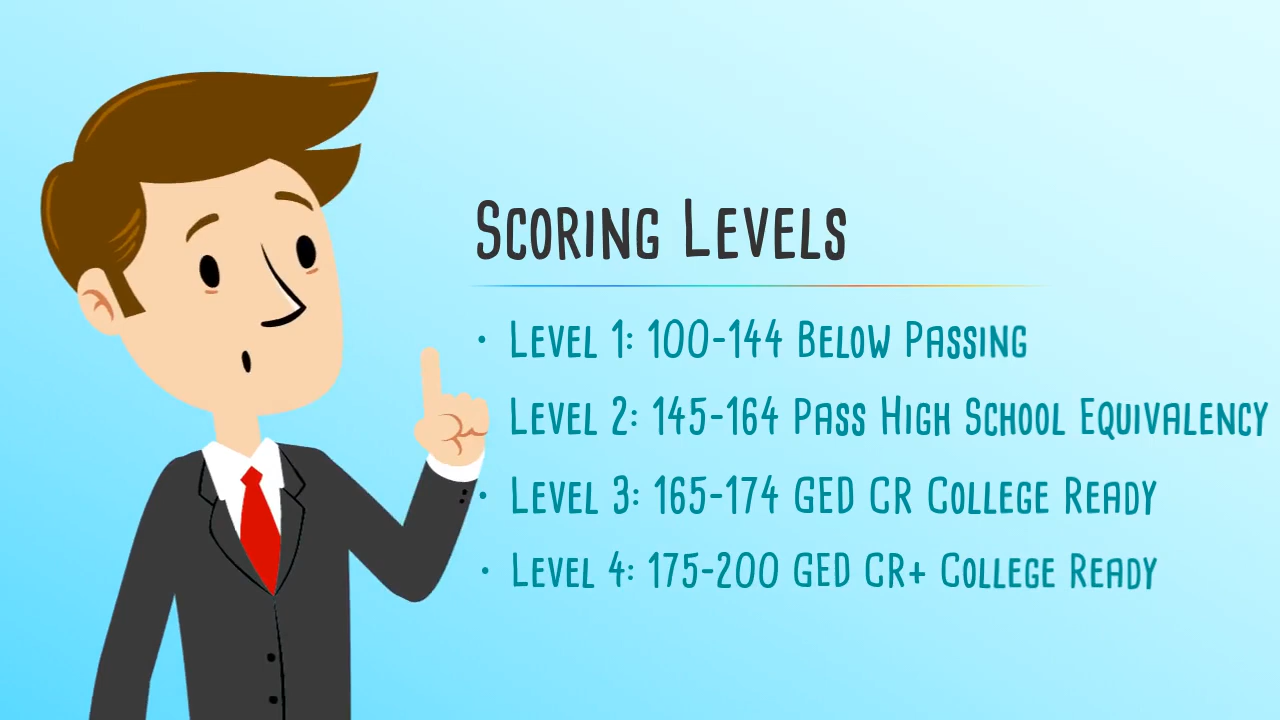 Scoring Levels
• Level 1: 100-144 Below Passing
Level 2: 145-164 Pass High School Equivalency
• Level 3: 165-174 GED CR College Ready
• Level 4: 175-200 GED CR+ College Ready